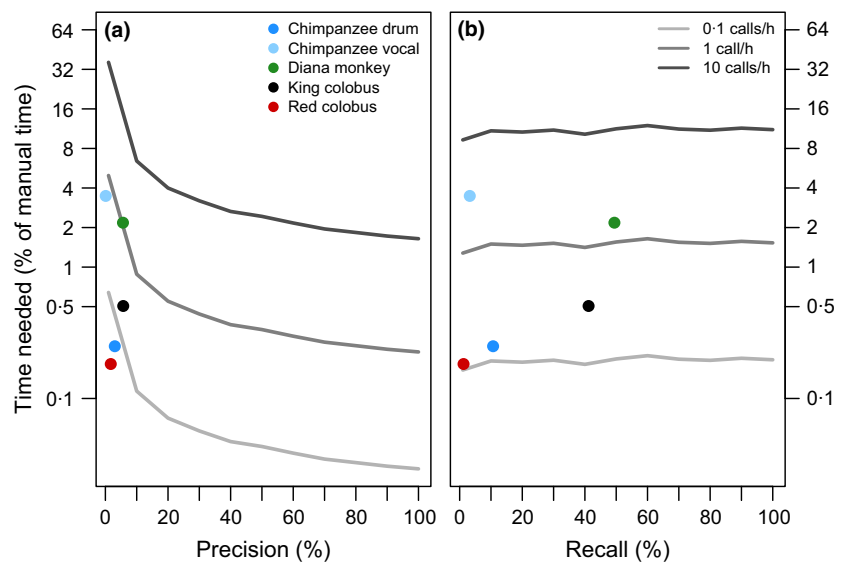 (a)
Chimpanzee drum
Chimpanzee vocal
Diana monkey
King colobus
Red colobus
(b)
0·1 calls/h
1 call/h
10 calls/h
Time needed (% of manual time)
64
32
16
8
4
2
1
0·5
0·1
64
32
16
8
4
2
1
0·5
0·1
0 20 40 60 80 100
0 20 40 60 80 100
Precision (%)
Recall (%)